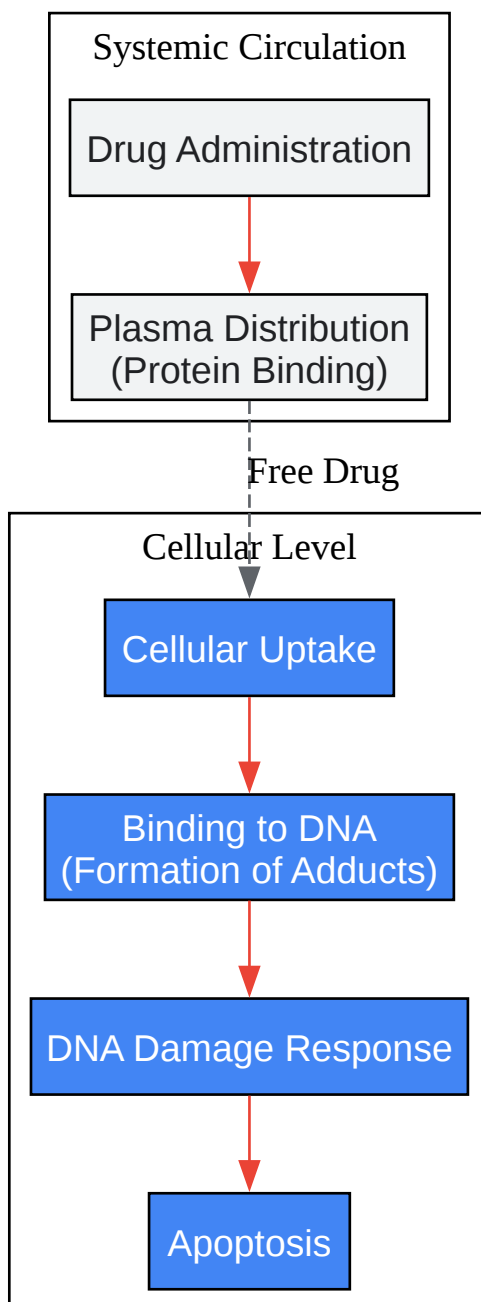 Systemic Circulation
Drug Administration
Plasma Distribution
(Protein Binding)
Free Drug
Cellular Level
Cellular Uptake
Binding to DNA
(Formation of Adducts)
DNA Damage Response
Apoptosis